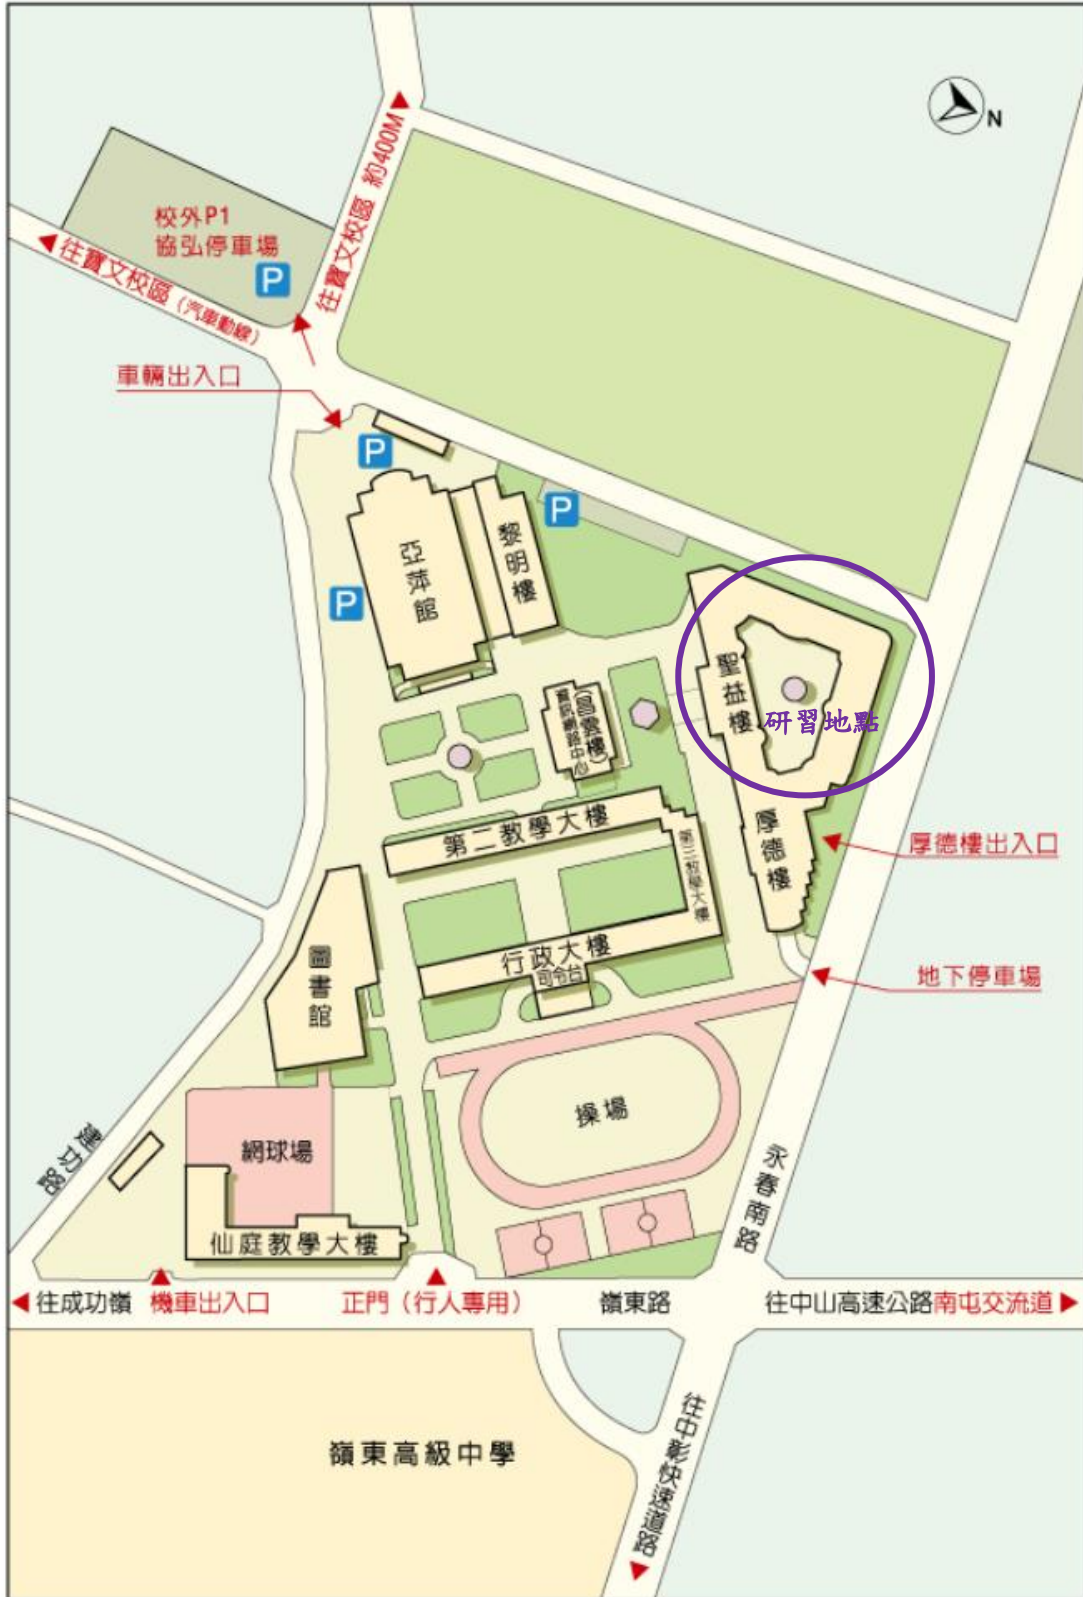 N
往寶文校區 約400M
校外P1
協弘停車場
P
往寶文校區(汽車動線)
車輛出入口
P
P
P
亞萍館
黎明樓
聖益樓
研習地點
(昌雲樓)
資訊網路中心
第二教學大樓
第三教學大樓
厚德樓
厚德樓出入口
行政大樓
司令台
地下停車場
圖書館
操場
網球場
建功路
永春南路
仙庭教學大樓
往成功嶺
機車出入口
正門(行人專用)
嶺東路
往中山高速公路南屯交流道
嶺東高級中學
往中彰快速道路